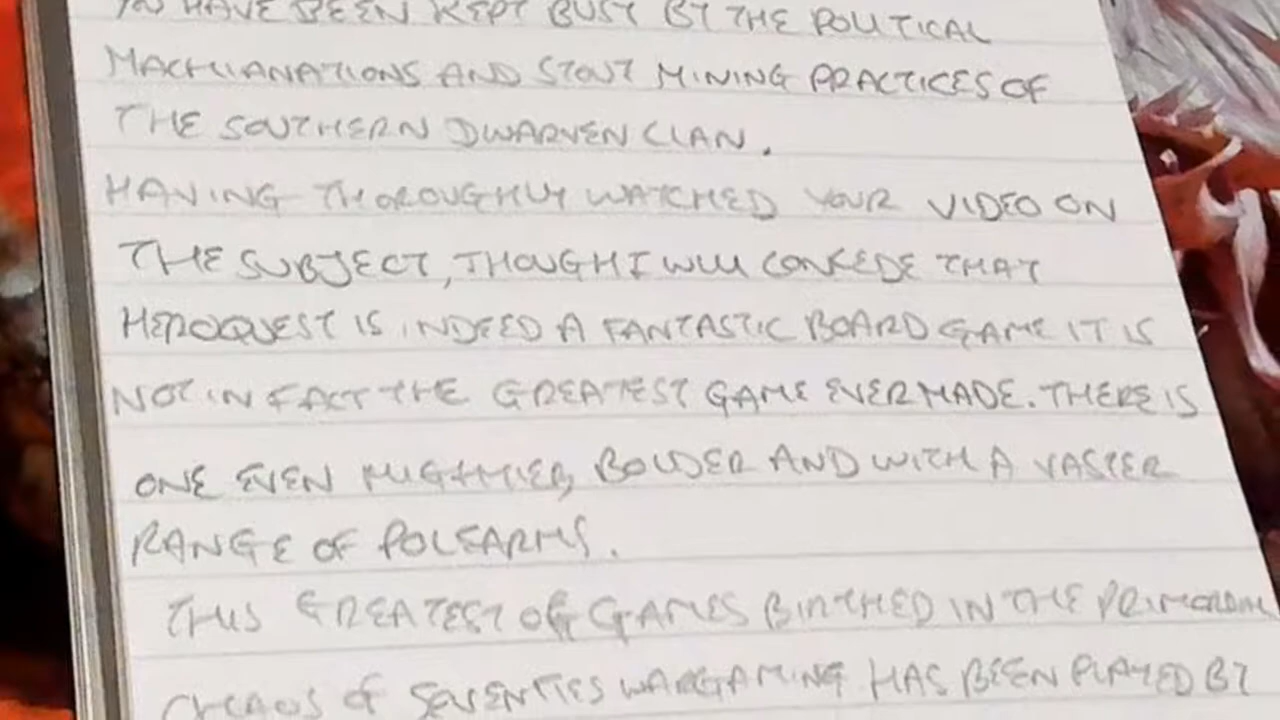 HAVE BEEN KEPT BUSY BY THE POLITICAL
MACHIANATIONS AND STOUT MINING PRACTICES OF
THE SOUTHERN DWARVEN CLAN.
HAVING THOROUGHLY WATCHED YOUR VIDEO ON
THE SUBJECT, THOUGH I WILL CONCEDE THAT
HEROQUEST IS INDEED A FANTASTIC BOARD GAME IT IS
NOT IN FACT THE GREATEST GAME EVER MADE. THERE IS
ONE EVEN MIGHTIER, BOLDER AND WITH A VASTER
RANGE OF POLEARMS.
THIS GREATEST OF GAMES BIRTHED IN THE PRIMORDIAL
CHAOS OF SEVENTIES WARGAMING HAS BEEN PLAYED BY